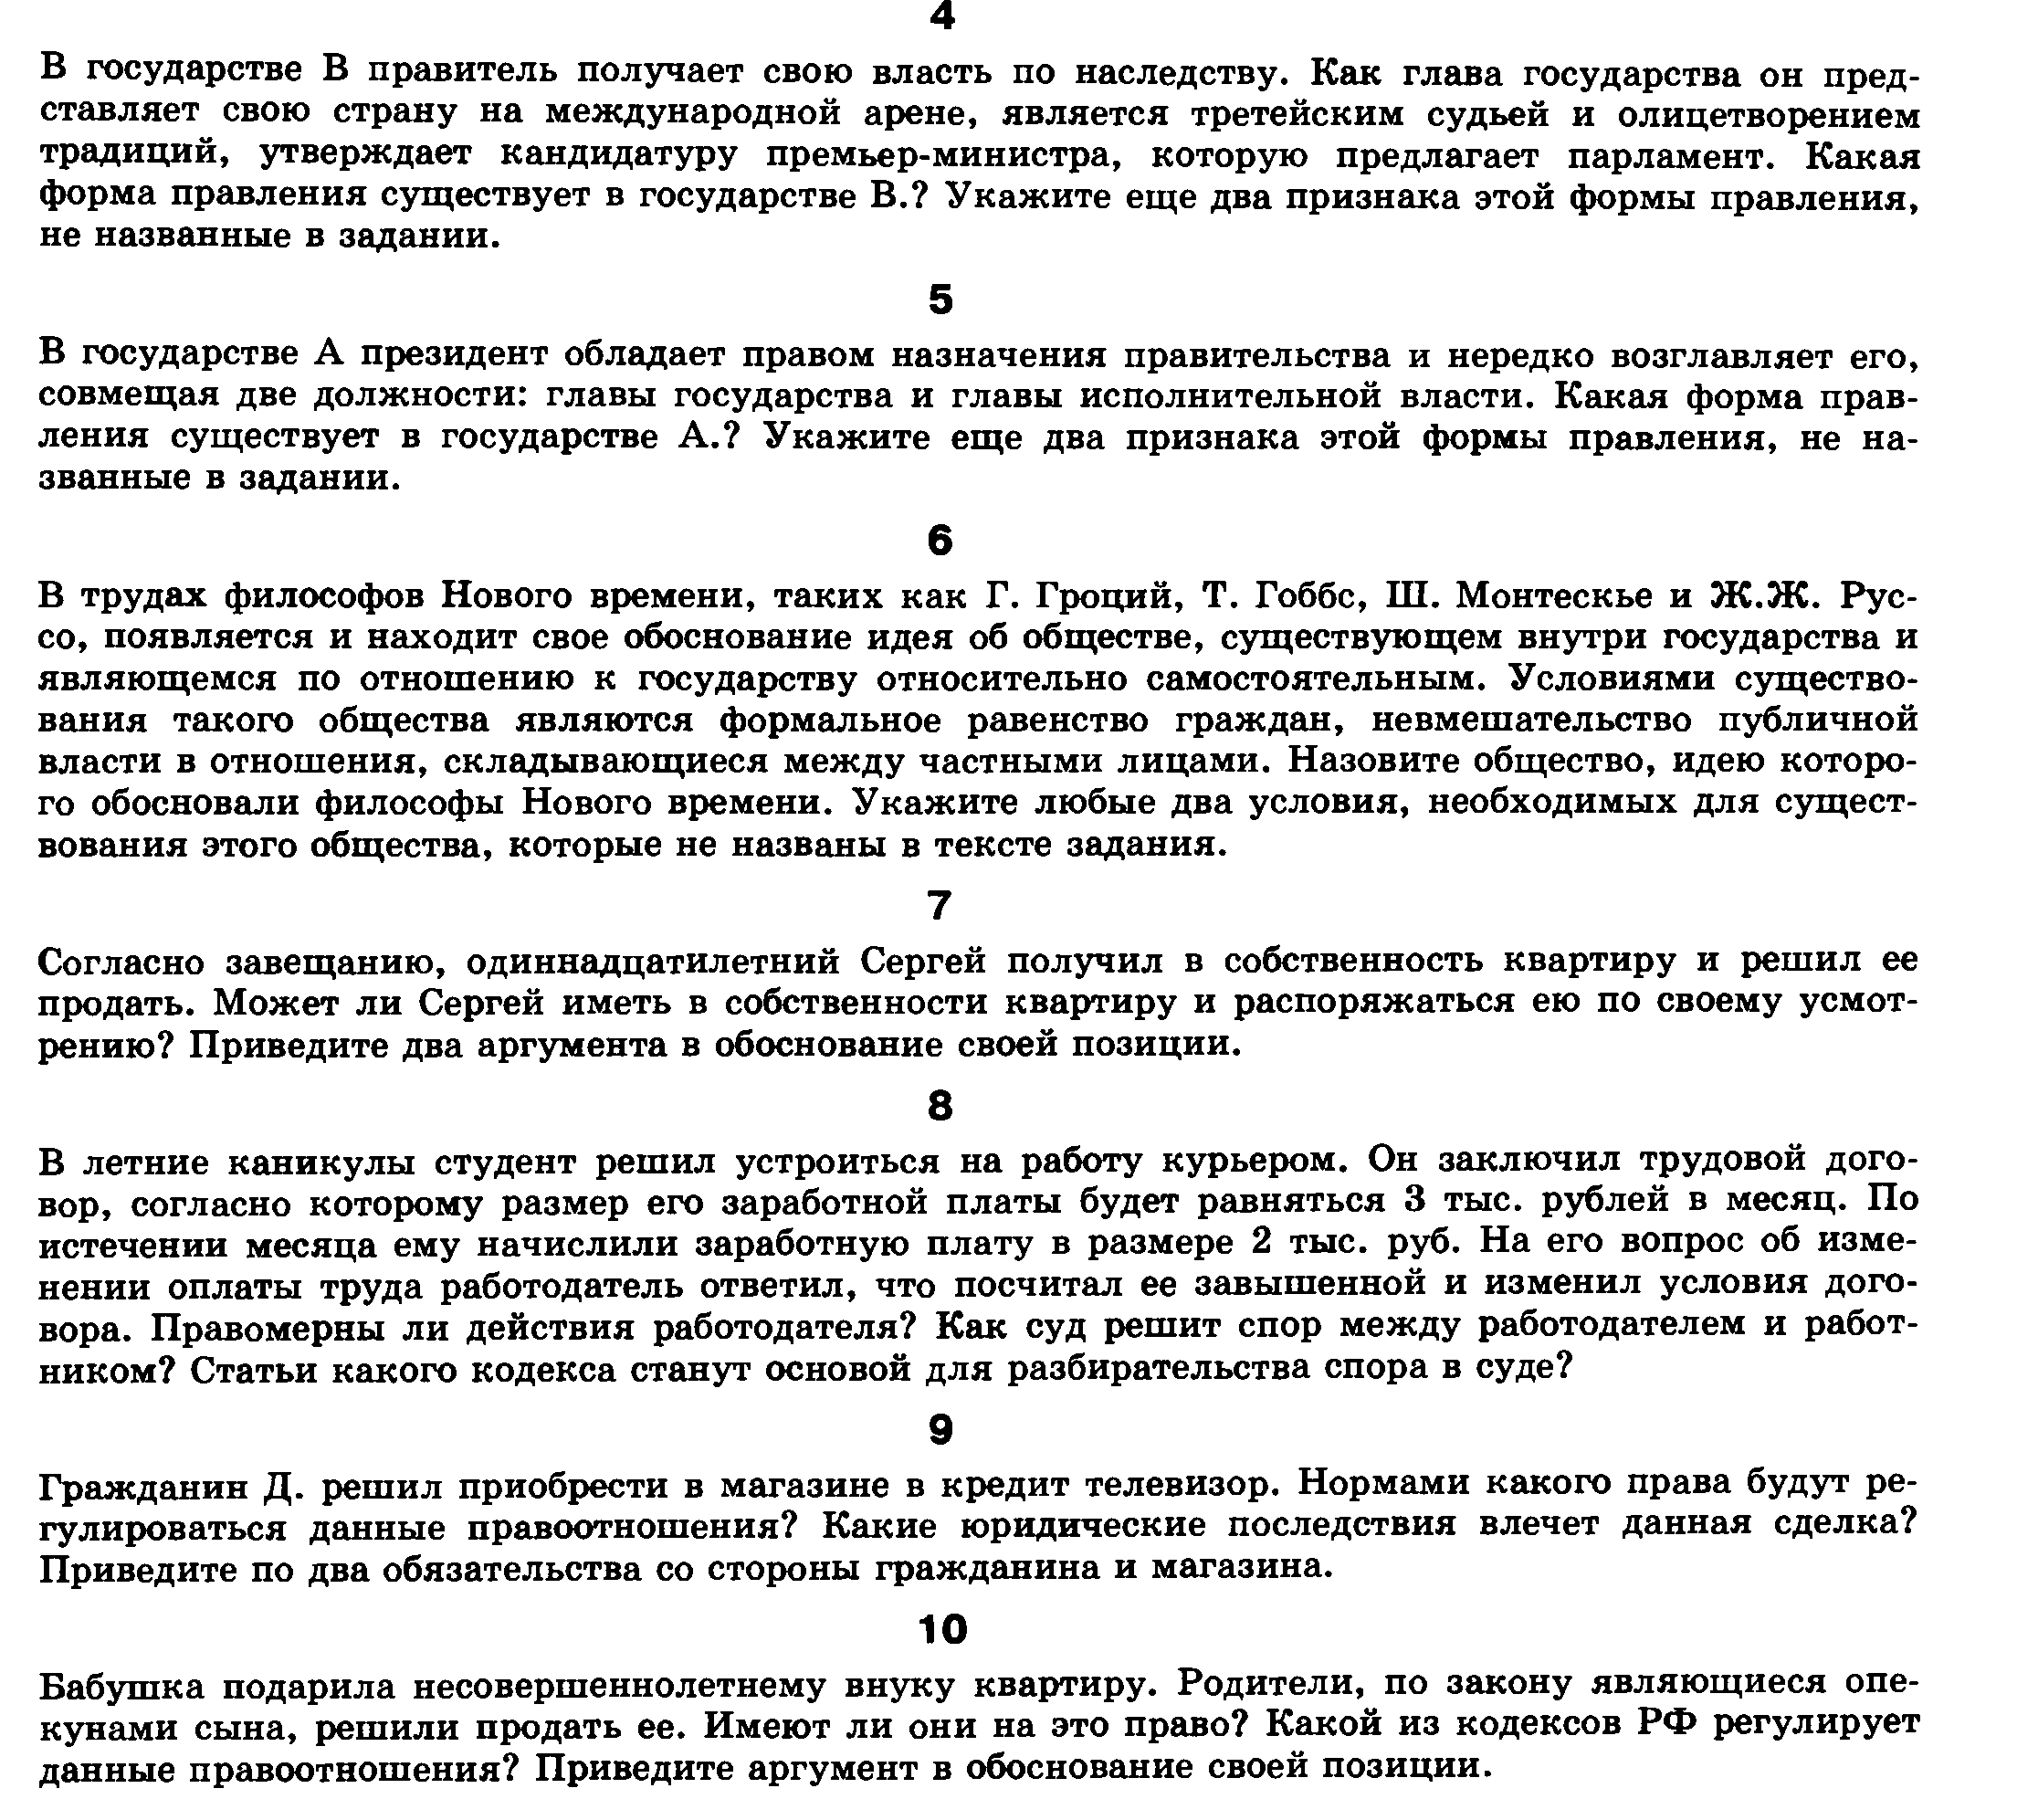 4
В государстве В правитель получает свою власть по наследству. Как глава государства он пред-
ставляет свою страну на международной арене, является третейским судьей и олицетворением
традиций, утверждает кандидатуру премьер-министра, которую предлагает парламент. Какая
форма правления существует в государстве В.? Укажите еще два признака этой формы правления,
не названные в задании.
5
В государстве А президент обладает правом назначения правительства и нередко возглавляет его,
совмещая две должности: главы государства и главы исполнительной власти. Какая форма прав-
ления существует в государстве А.? Укажите еще два признака этой формы правления, не на-
званные в задании.
6
В трудах философов Нового времени, таких как Г. Гроций, Т. Гоббс, Ш. Монтескье и Ж.Ж. Рус-
со, появляется и находит свое обоснование идея об обществе, существующем внутри государства и
являющемся по отношению к государству относительно самостоятельным. Условиями существо-
вания такого общества являются формальное равенство граждан, невмешательство публичной
власти в отношения, складывающиеся между частными лицами. Назовите общество, идею которо-
го обосновали философы Нового времени. Укажите любые два условия, необходимых для сущест-
вования этого общества, которые не названы в тексте задания.
7
Согласно завещанию, одиннадцатилетний Сергей получил в собственность квартиру и решил ее
продать. Может ли Сергей иметь в собственности квартиру и распоряжаться ею по своему усмот-
рению? Приведите два аргумента в обоснование своей позиции.
8
В летние каникулы студент решил устроиться на работу курьером. Он заключил трудовой дого-
вор, согласно которому размер его заработной платы будет равняться 3 тыс. рублей в месяц. По
истечении месяца ему начислили заработную плату в размере 2 тыс. руб. На его вопрос об изме-
нении оплаты труда работодатель ответил, что посчитал ее завышенной и изменил условия дого-
вора. Правомерны ли действия работодателя? Как суд решит спор между работодателем и работ-
ником? Статьи какого кодекса станут основой для разбирательства спора в суде?
9
Гражданин Д. решил приобрести в магазине в кредит телевизор. Нормами какого права будут ре-
гулироваться данные правоотношения? Какие юридические последствия влечет данная сделка?
Приведите по два обязательства со стороны гражданина и магазина.
10
Бабушка подарила несовершеннолетнему внуку квартиру. Родители, по закону являющиеся опе-
кунами сына, решили продать ее. Имеют ли они на это право? Какой из кодексов РФ регулирует
данные правоотношения? Приведите аргумент в обоснование своей позиции.